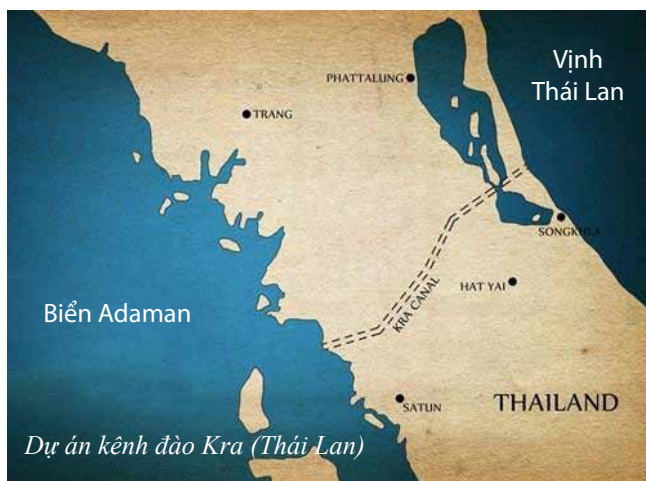 Vịnh
Thái Lan
PHATTALUNG
TRANG
SONGKULA
HAT YAI
KRA CANAL
Biển Adaman
SATUN
THAILAND
Dự án kênh đào Kra (Thái Lan)